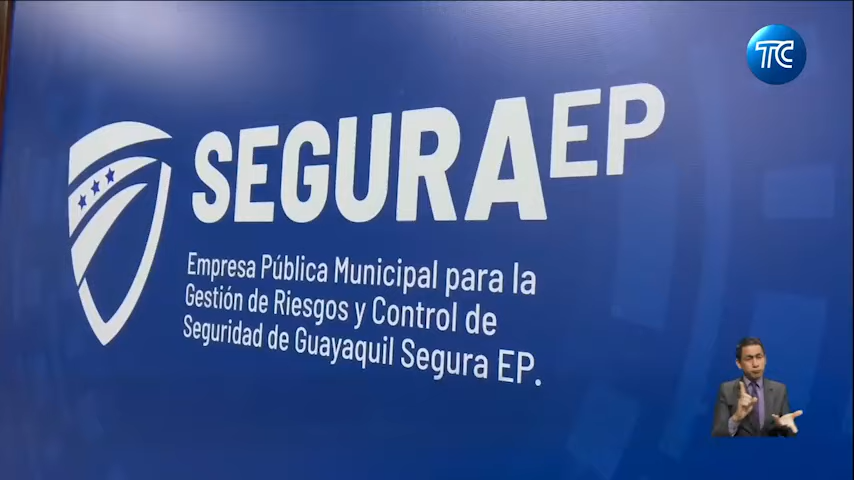 TC
SEGURA EP
Empresa Pública Municipal para la
Gestión de Riesgos y Control de
Seguridad de Guayaquil Segura EP.